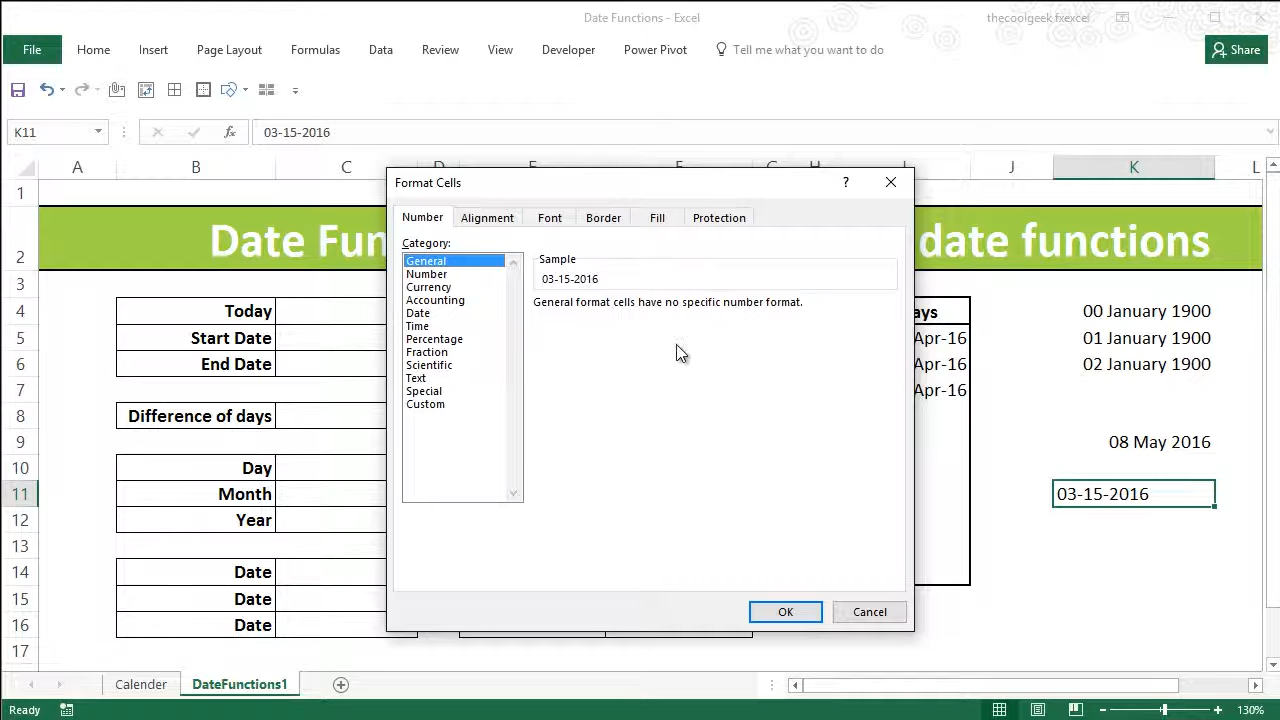 Date Functions - Excel
thecoolgeek fxexcel
File Home Insert Page Layout Formulas Data Review View Developer Power Pivot Tell me what you want to do Share
K11 fx 03-15-2016
A B C D E F G H I J K L
1
2 Date Fun date functions
3
4 Today ays 00 January 1900
5 Start Date Apr-16 01 January 1900
6 End Date Apr-16 02 January 1900
7 Apr-16
8 Difference of days
9 08 May 2016
10 Day
11 Month 03-15-2016
12 Year
13
14 Date
15 Date
16 Date
17
Format Cells ?
Number Alignment Font Border Fill Protection
Category:
General
Number
Currency
Accounting
Date
Time
Percentage
Fraction
Scientific
Text
Special
Custom
Sample
03-15-2016
General format cells have no specific number format.
OK Cancel
Calender DateFunctions1
Ready 130%